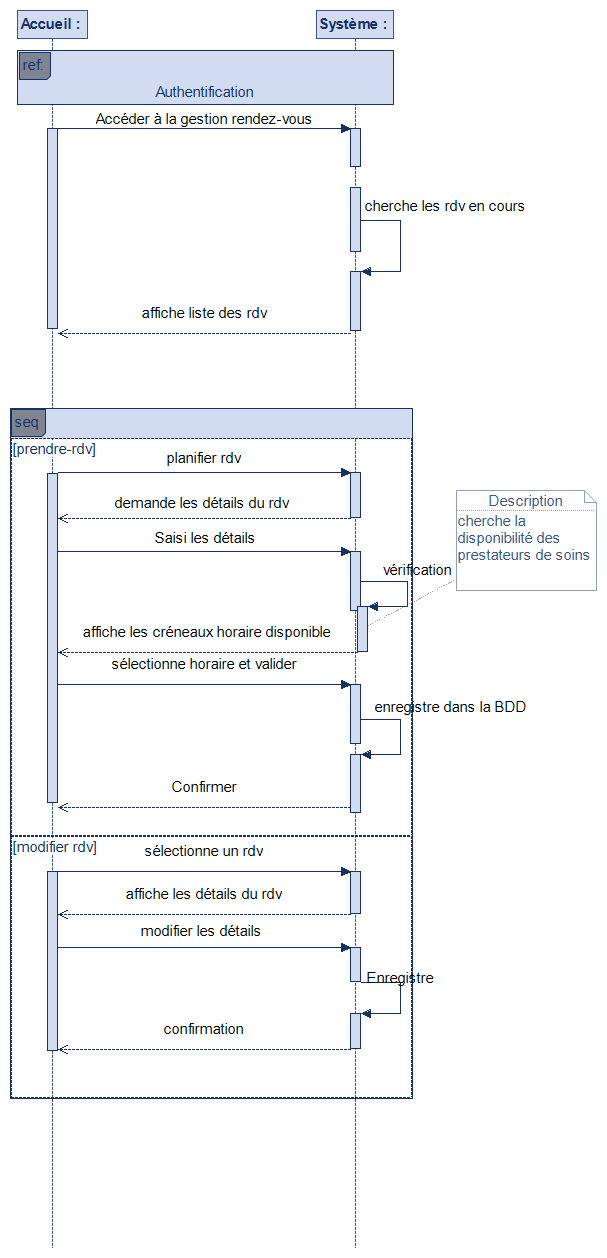 Accueil :
Système :
ref:
Authentification
Accéder à la gestion rendez-vous
cherche les rdv en cours
affiche liste des rdv
seq
[prendre-rdv]
planifier rdv
demande les détails du rdv
Saisi les détails
Description
cherche la
disponibilité des
prestateurs de soins
vérification
affiche les créneaux horaire disponible
sélectionne horaire et valider
enregistre dans la BDD
Confirmer
[modifier rdv]
sélectionne un rdv
affiche les détails du rdv
modifier les détails
Enregistre
confirmation